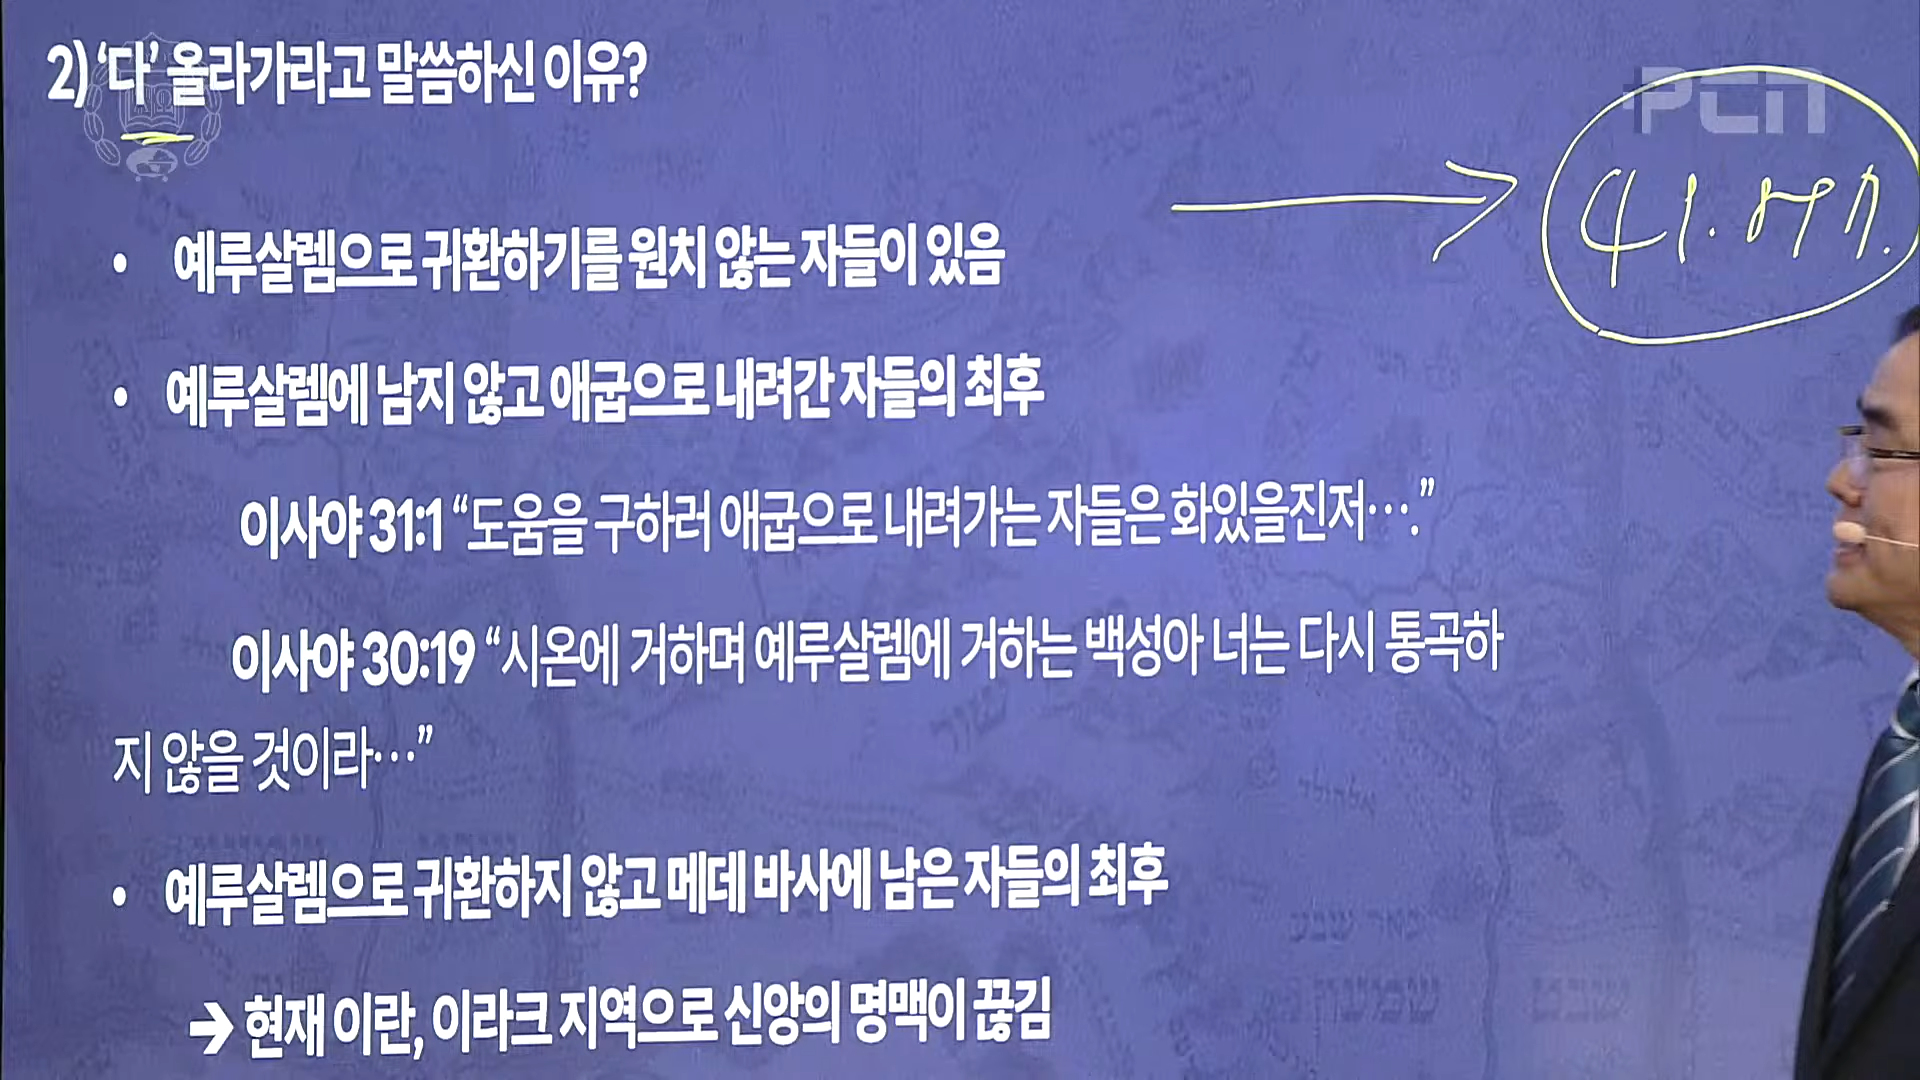 2) ‘다’ 올라가라고 말씀하신 이유?
PCN
• 예루살렘으로 귀환하기를 원치 않는 자들이 있음
• 예루살렘에 남지 않고 애굽으로 내려간 자들의 최후
이사야 31:1 “도움을 구하러 애굽으로 내려가는 자들은 화있을진저….”
이사야 30:19 “시온에 거하며 예루살렘에 거하는 백성아 너는 다시 통곡하
지 않을 것이라…”
• 예루살렘으로 귀환하지 않고 메데 바사에 남은 자들의 최후
→ 현재 이란, 이라크 지역으로 신앙의 명맥이 끊김